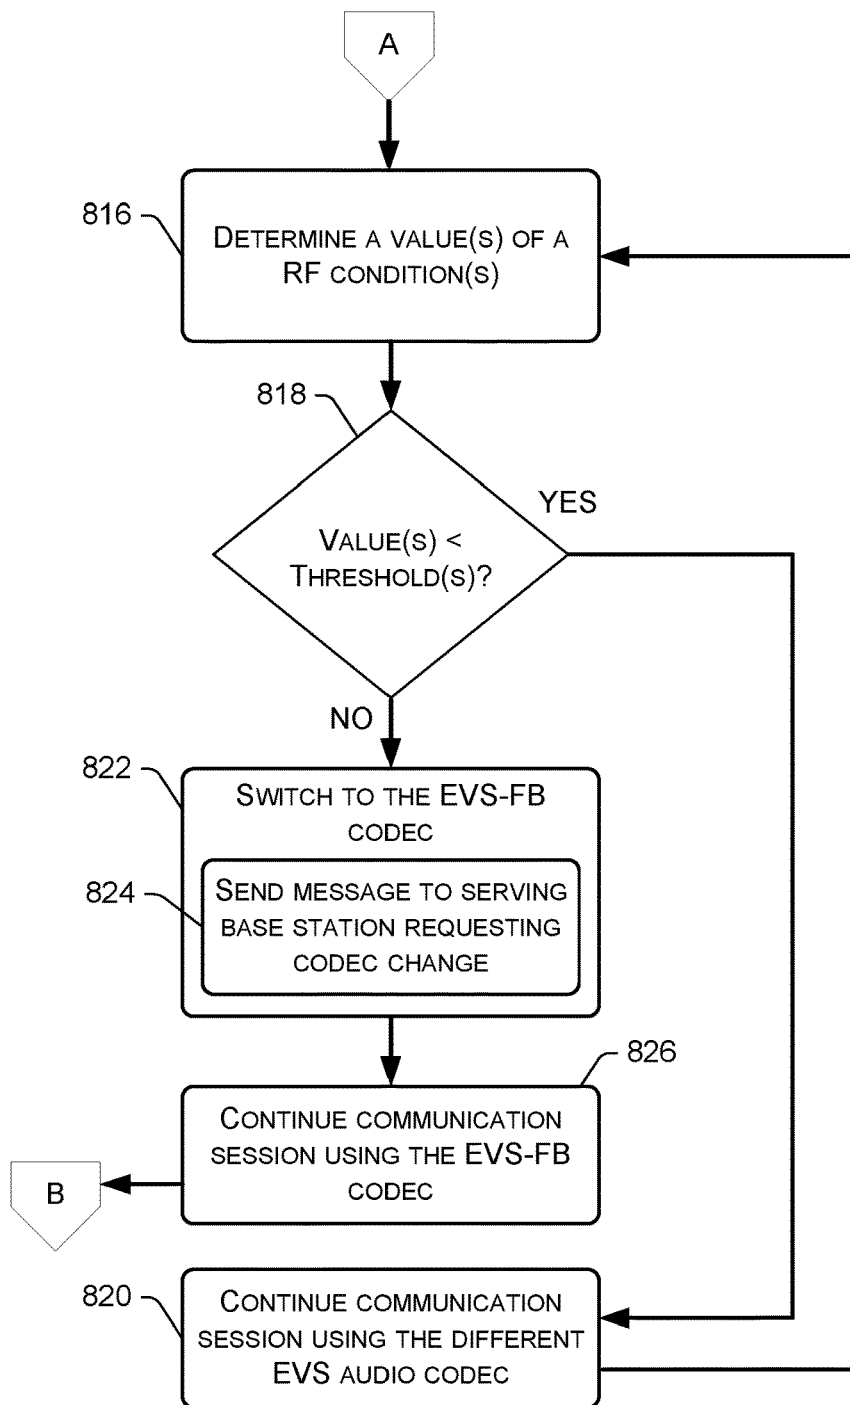 A
816
DETERMINE A VALUE(S) OF A
RF CONDITION(S)
818
YES
VALUE(S) <
THRESHOLD(S)?
NO
822
SWITCH TO THE EVS-FB
CODEC
824
SEND MESSAGE TO SERVING
BASE STATION REQUESTING
CODEC CHANGE
826
CONTINUE COMMUNICATION
SESSION USING THE EVS-FB
CODEC
B
820
CONTINUE COMMUNICATION
SESSION USING THE DIFFERENT
EVS AUDIO CODEC